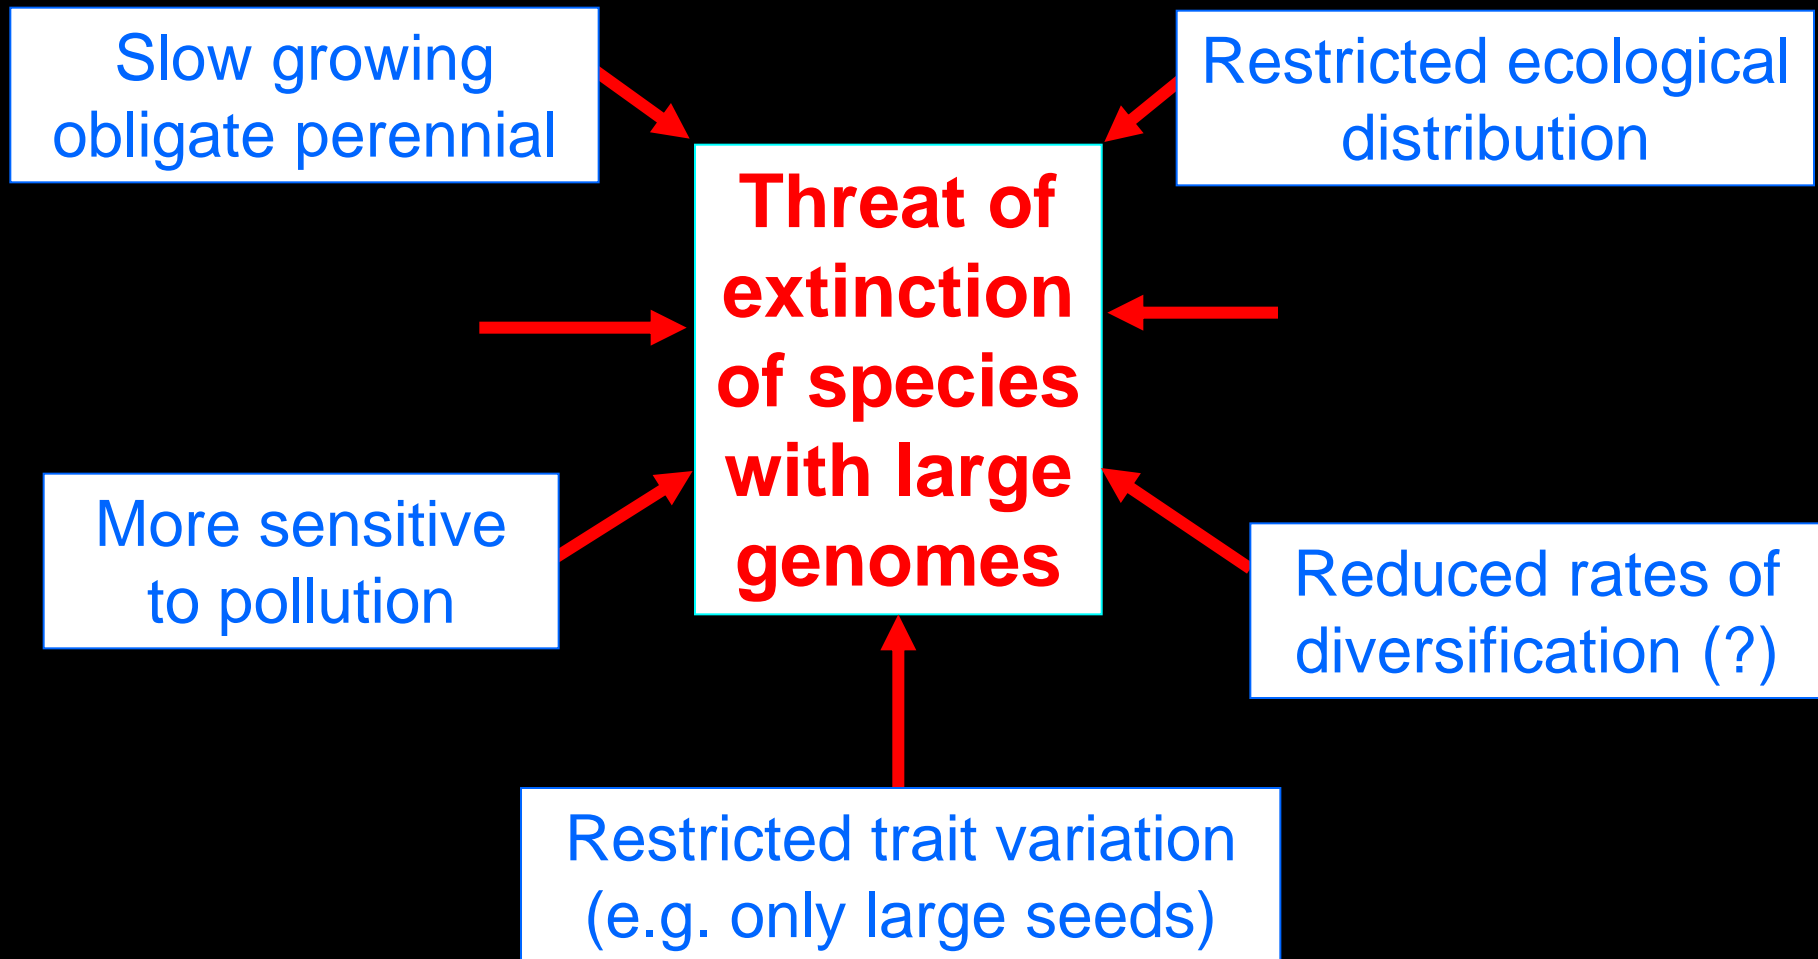 Slow growing
obligate perennial
Restricted ecological
distribution
Threat of
extinction
of species
with large
genomes
More sensitive
to pollution
Reduced rates of
diversification (?)
Restricted trait variation
(e.g. only large seeds)